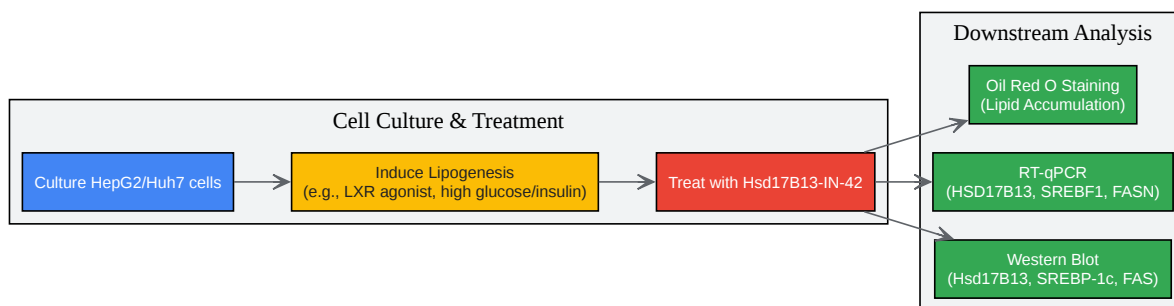 Cell Culture & Treatment
Culture HepG2/Huh7 cells
Induce Lipogenesis
(e.g., LXR agonist, high glucose/insulin)
Treat with Hsd17B13-IN-42
Downstream Analysis
Oil Red O Staining
(Lipid Accumulation)
RT-qPCR
(HSD17B13, SREBF1, FASN)
Western Blot
(Hsd17B13, SREBP-1c, FAS)